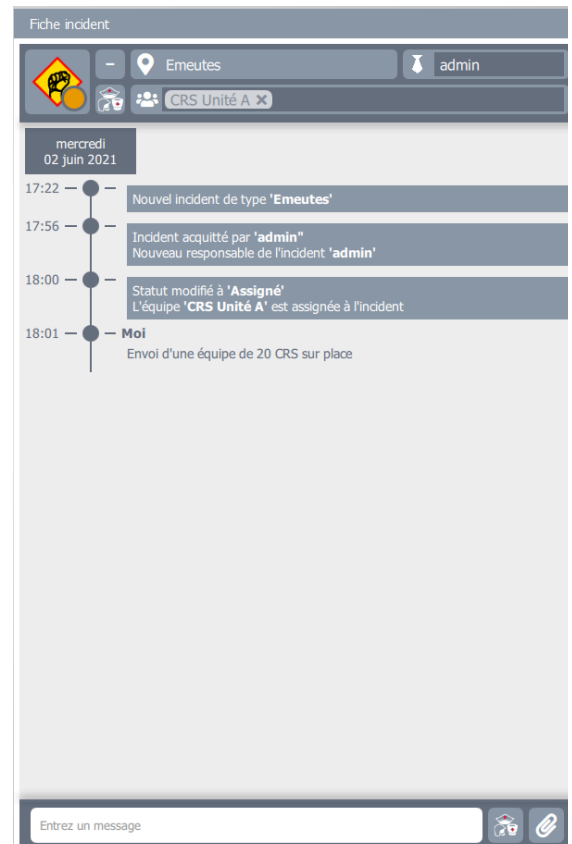 Fiche incident
– Emeutes admin
CRS Unité A ✕
mercredi
02 juin 2021
17:22
Nouvel incident de type 'Emeutes'
17:56
Incident acquitté par 'admin"
Nouveau responsable de l'incident 'admin'
18:00
Statut modifié à 'Assigné'
L'équipe 'CRS Unité A' est assignée à l'incident
18:01 Moi
Envoi d'une équipe de 20 CRS sur place
Entrez un message